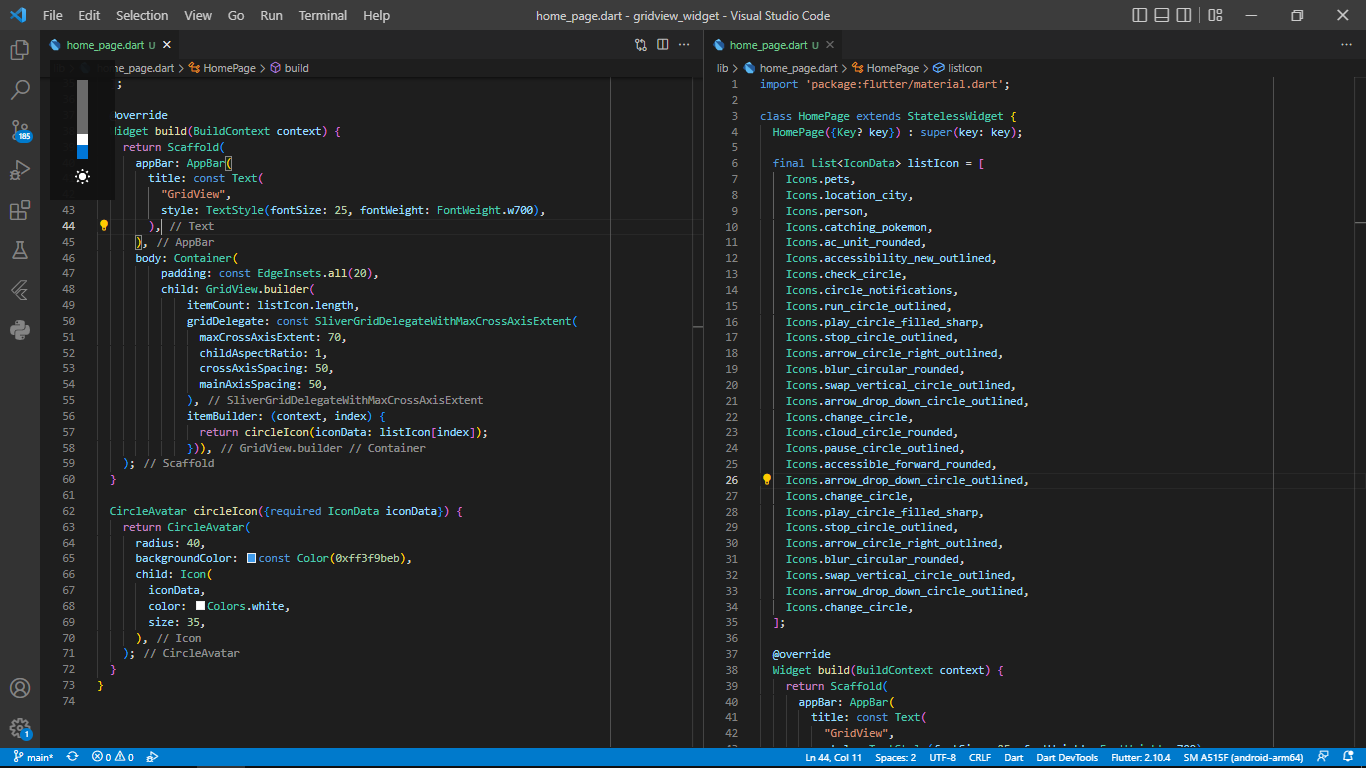 File Edit Selection View Go Run Terminal Help
home_page.dart - gridview_widget - Visual Studio Code
home_page.dart U
home_page.dart > HomePage > build
;
@override
Widget build(BuildContext context) {
return Scaffold(
appBar: AppBar(
title: const Text(
"GridView",
43 style: TextStyle(fontSize: 25, fontWeight: FontWeight.w700),
44 ), // Text
45 ), // AppBar
46 body: Container(
47 padding: const EdgeInsets.all(20),
48 child: GridView.builder(
49 itemCount: listIcon.length,
50 gridDelegate: const SliverGridDelegateWithMaxCrossAxisExtent(
51 maxCrossAxisExtent: 70,
52 childAspectRatio: 1,
53 crossAxisSpacing: 50,
54 mainAxisSpacing: 50,
55 ), // SliverGridDelegateWithMaxCrossAxisExtent
56 itemBuilder: (context, index) {
57 return circleIcon(iconData: listIcon[index]);
58 })), // GridView.builder // Container
59 ); // Scaffold
60 }
61
62 CircleAvatar circleIcon({required IconData iconData}) {
63 return CircleAvatar(
64 radius: 40,
65 backgroundColor: const Color(0xff3f9beb),
66 child: Icon(
67 iconData,
68 color: Colors.white,
69 size: 35,
70 ), // Icon
71 ); // CircleAvatar
72 }
73 }
74
home_page.dart U
lib > home_page.dart > HomePage > listIcon
1 import 'package:flutter/material.dart';
2
3 class HomePage extends StatelessWidget {
4 HomePage({Key? key}) : super(key: key);
5
6 final List<IconData> listIcon = [
7 Icons.pets,
8 Icons.location_city,
9 Icons.person,
10 Icons.catching_pokemon,
11 Icons.ac_unit_rounded,
12 Icons.accessibility_new_outlined,
13 Icons.check_circle,
14 Icons.circle_notifications,
15 Icons.run_circle_outlined,
16 Icons.play_circle_filled_sharp,
17 Icons.stop_circle_outlined,
18 Icons.arrow_circle_right_outlined,
19 Icons.blur_circular_rounded,
20 Icons.swap_vertical_circle_outlined,
21 Icons.arrow_drop_down_circle_outlined,
22 Icons.change_circle,
23 Icons.cloud_circle_rounded,
24 Icons.pause_circle_outlined,
25 Icons.accessible_forward_rounded,
26 Icons.arrow_drop_down_circle_outlined,
27 Icons.change_circle,
28 Icons.play_circle_filled_sharp,
29 Icons.stop_circle_outlined,
30 Icons.arrow_circle_right_outlined,
31 Icons.blur_circular_rounded,
32 Icons.swap_vertical_circle_outlined,
33 Icons.arrow_drop_down_circle_outlined,
34 Icons.change_circle,
35 ];
36
37 @override
38 Widget build(BuildContext context) {
39 return Scaffold(
40 appBar: AppBar(
41 title: const Text(
42 "GridView",
185
1
main* 0 0 Ln 44, Col 11 Spaces: 2 UTF-8 CRLF Dart Dart DevTools Flutter: 2.10.4 SM A515F (android-arm64)